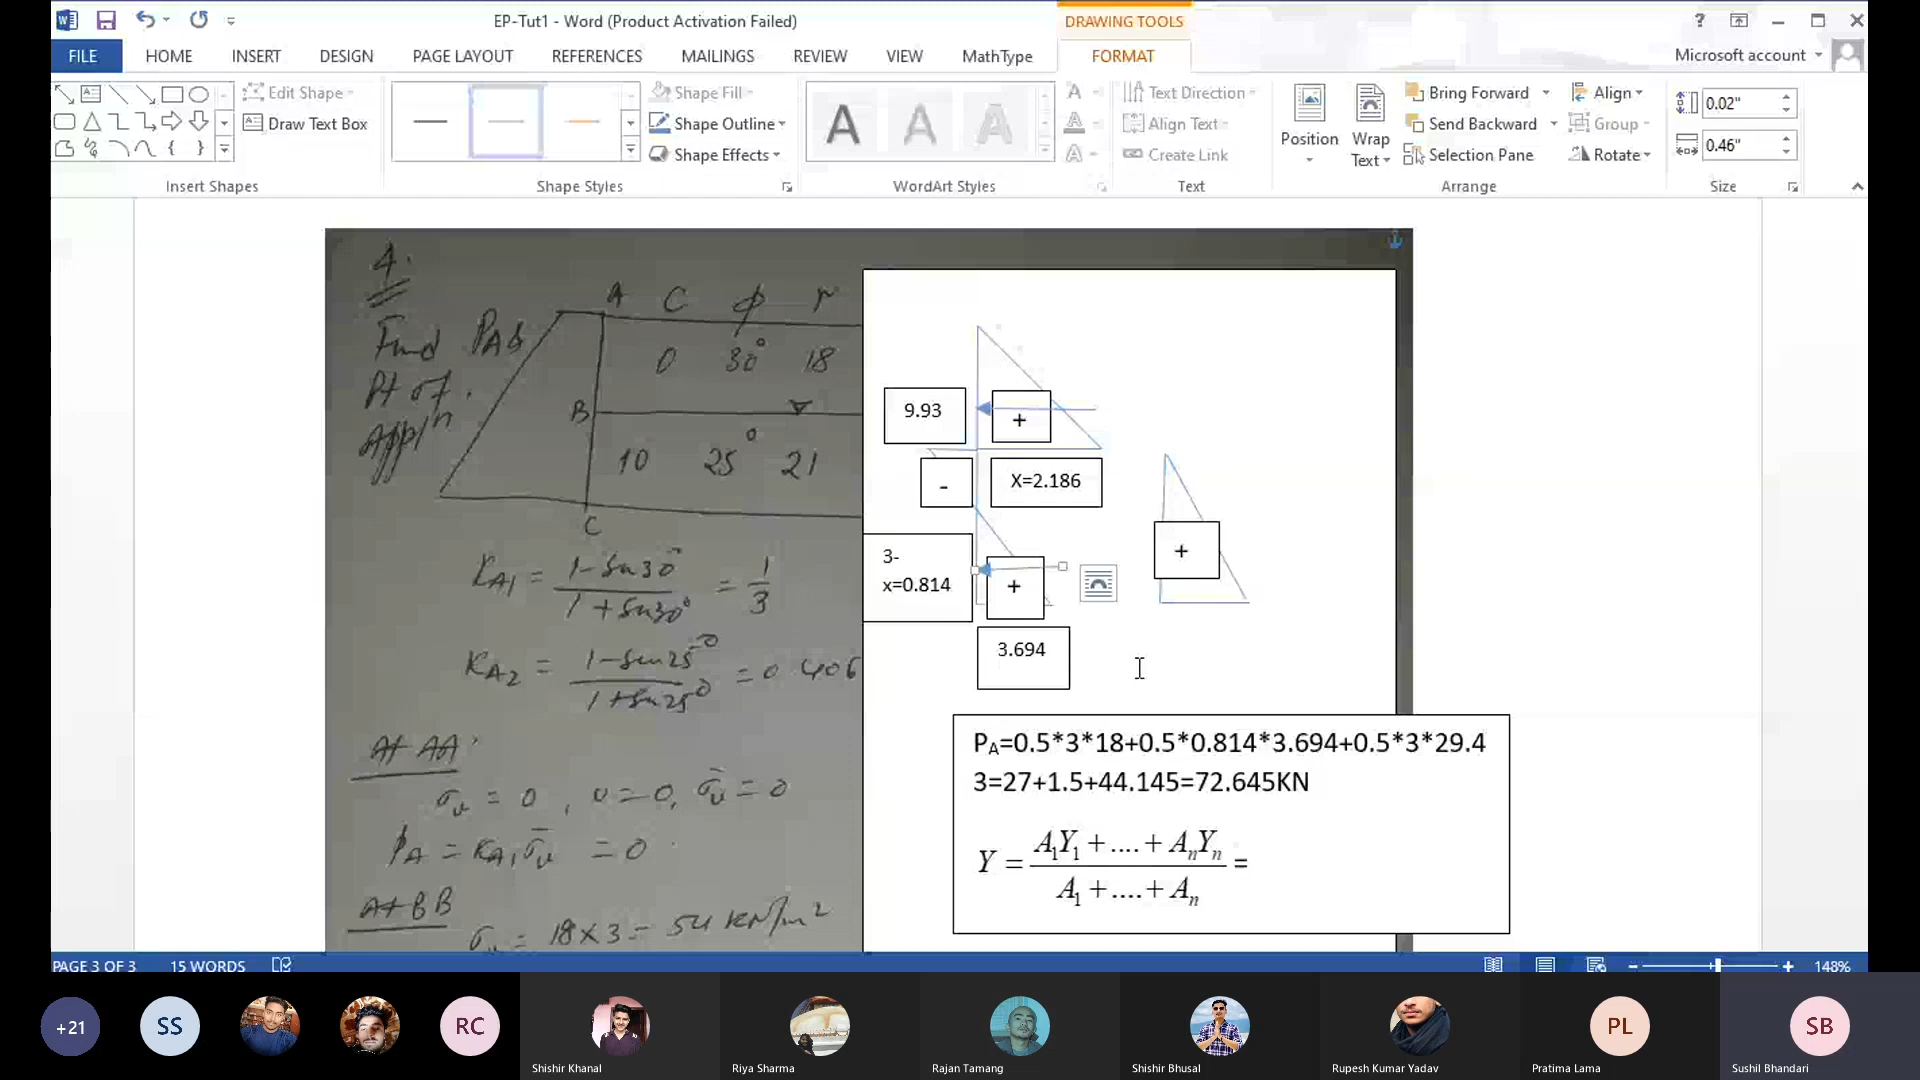 EP-Tut1 - Word (Product Activation Failed)
DRAWING TOOLS
?
FILE
HOME
INSERT
DESIGN
PAGE LAYOUT
REFERENCES
MAILINGS
REVIEW
VIEW
MathType
FORMAT
Microsoft account
Edit Shape
Draw Text Box
Insert Shapes
Shape Fill
Shape Outline
Shape Effects
Shape Styles
A A A
WordArt Styles
Text Direction
Align Text
Create Link
Text
Position
Wrap Text
Bring Forward
Send Backward
Selection Pane
Align
Group
Rotate
Arrange
0.02"
0.46"
Size
4.
Find PA &
Pt of.
Appl'n
A C φ r
0 30° 18
B
10 25° 21
C
KA1 = 1-Sin30° / 1+Sin30° = 1/3
KA2 = 1-Sin25° / 1+Sin25° = 0.406
At AA
σv = 0, u=0, σ̄v = 0
PA = KA1 σ̄v = 0
At BB
σv = 18×3 = 54 KN/m²
9.93
+
-
X=2.186
3-
x=0.814
+
3.694
+
PA=0.5*3*18+0.5*0.814*3.694+0.5*3*29.4
3=27+1.5+44.145=72.645KN
Y = A1Y1 + .... + AnYn / A1 + .... + An =
PAGE 3 OF 3
15 WORDS
148%
+21
SS
RC
PL
SB
Shishir Khanal
Riya Sharma
Rajan Tamang
Shishir Bhusal
Rupesh Kumar Yadav
Pratima Lama
Sushil Bhandari